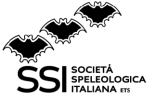 SSI SOCIETÀ
SPELEOLOGICA
ITALIANA ETS